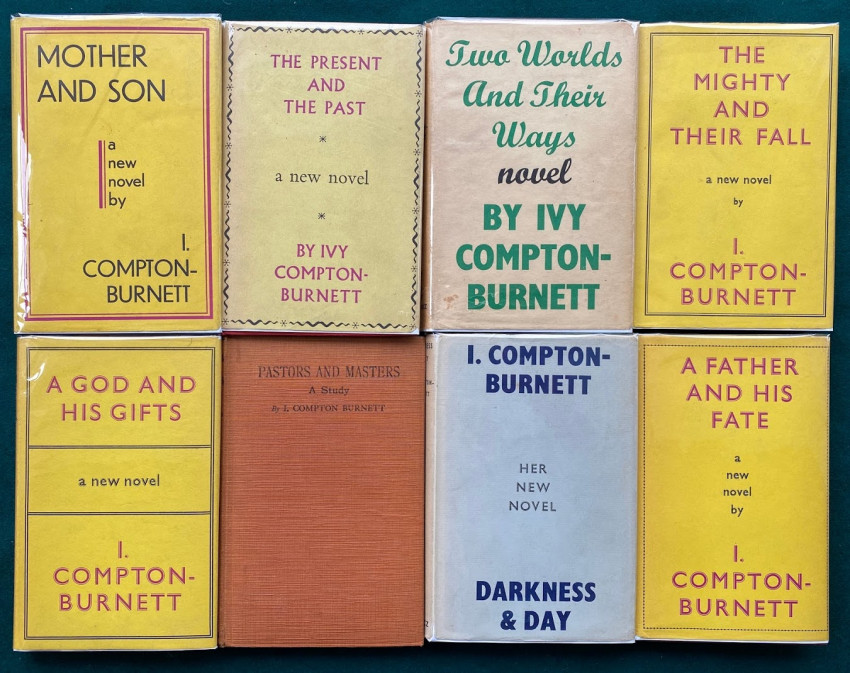 MOTHER
AND SON
a
new
novel
by
I.
COMPTON-
BURNETT
THE PRESENT
AND
THE PAST
*
a new novel
*
BY IVY
COMPTON-
BURNETT
Two Worlds
And Their
Ways
novel
BY IVY
COMPTON-
BURNETT
THE
MIGHTY
AND
THEIR FALL
a new novel
by
I.
COMPTON-
BURNETT
A GOD AND
HIS GIFTS
a new novel
I.
COMPTON-
BURNETT
PASTORS AND MASTERS
A Study
By I. COMPTON BURNETT
I. COMPTON-
BURNETT
HER
NEW
NOVEL
DARKNESS
& DAY
A FATHER
AND HIS
FATE
a
new
novel
by
I.
COMPTON-
BURNETT